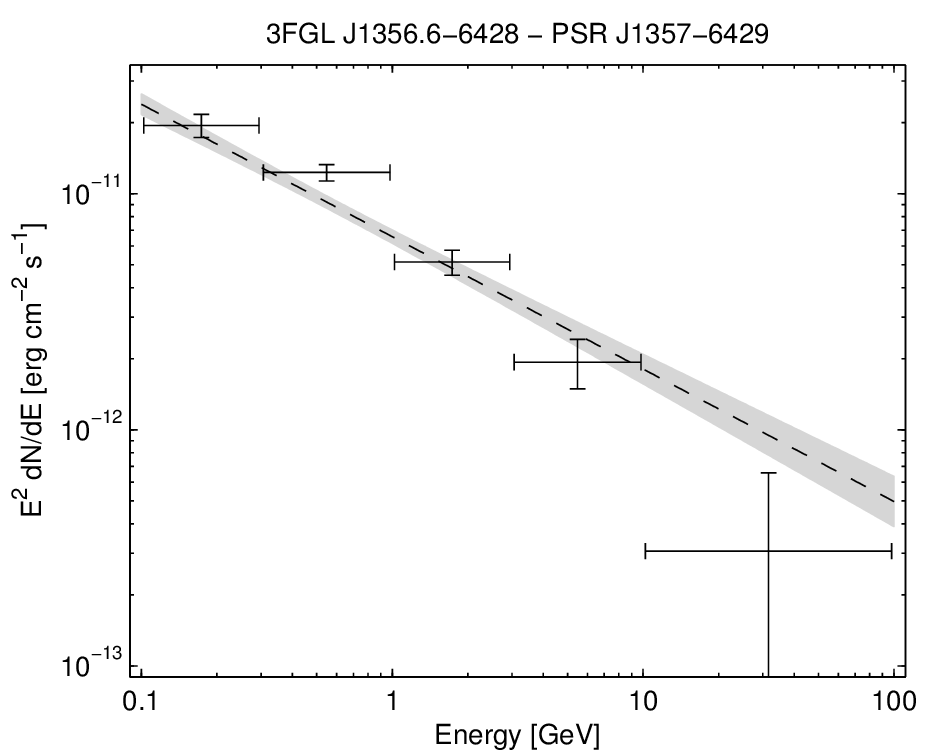 3FGL J1356.6−6428 − PSR J1357−6429
E² dN/dE [erg cm⁻² s⁻¹]
10⁻¹¹
10⁻¹²
10⁻¹³
0.1 1 10 100
Energy [GeV]